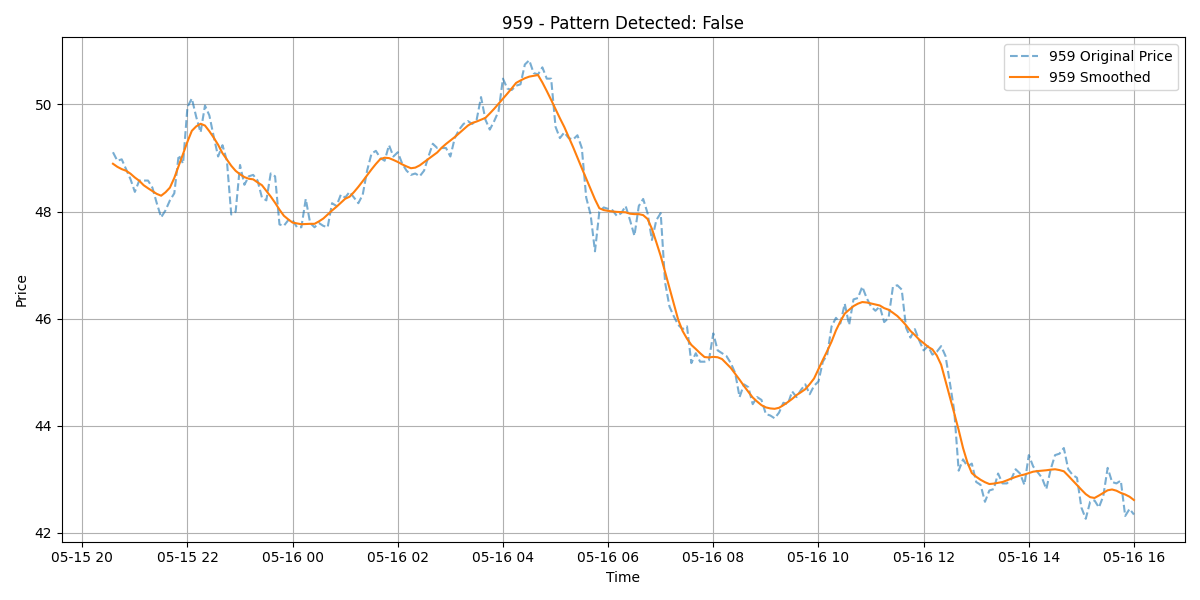 959 - Pattern Detected: False
959 Original Price
959 Smoothed
Price
50
48
46
44
42
05-15 20 05-15 22 05-16 00 05-16 02 05-16 04 05-16 06 05-16 08 05-16 10 05-16 12 05-16 14 05-16 16
Time